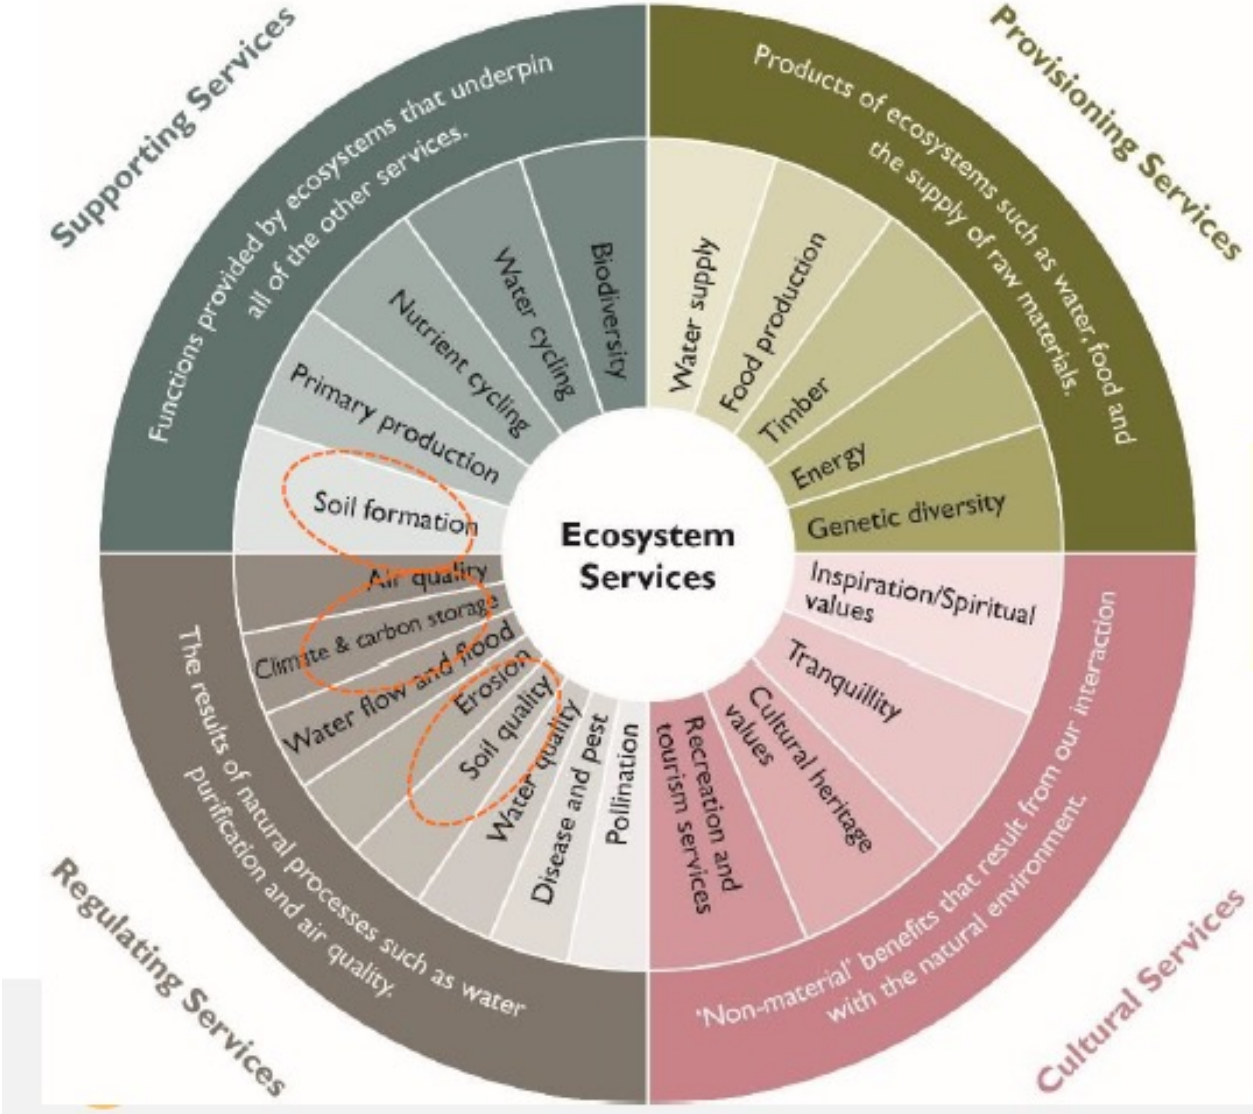 Supporting Services
Functions provided by ecosystems that underpin
all of the other services.
Biodiversity
Water cycling
Nutrient cycling
Primary production
Soil formation
Provisioning Services
Products of ecosystems such as water, food and
the supply of raw materials.
Water supply
Food production
Timber
Energy
Genetic diversity
Ecosystem
Services
Regulating Services
The results of natural processes such as water
purification and air quality.
Air quality
Climate & carbon storage
Water flow and flood
Erosion
Soil quality
Water quality
Disease and pest
Pollination
Cultural Services
'Non-material' benefits that result from our interaction
with the natural environment.
Inspiration/Spiritual
values
Tranquillity
Cultural heritage
values
Recreation and
tourism services